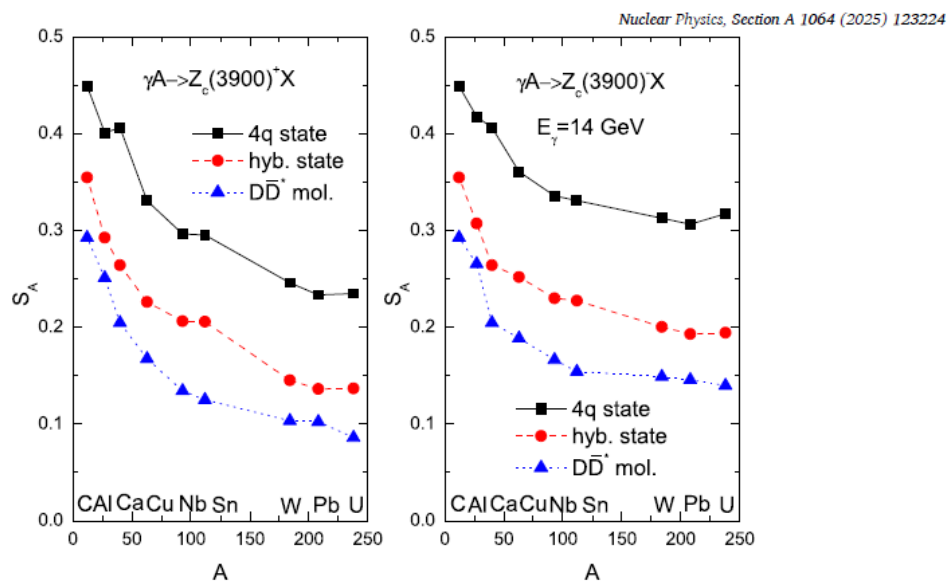 Nuclear Physics, Section A 1064 (2025) 123224
0.5
0.4
0.3
0.2
0.1
0.0
S_A
γA−>Z_c(3900)^+X
4q state
hyb. state
DD̄^* mol.
C Al Ca Cu Nb Sn W Pb U
0 50 100 150 200 250
A
0.5
0.4
0.3
0.2
0.1
0.0
S_A
γA−>Z_c(3900)^-X
E_γ=14 GeV
4q state
hyb. state
DD̄^* mol.
C Al Ca Cu Nb Sn W Pb U
0 50 100 150 200 250
A